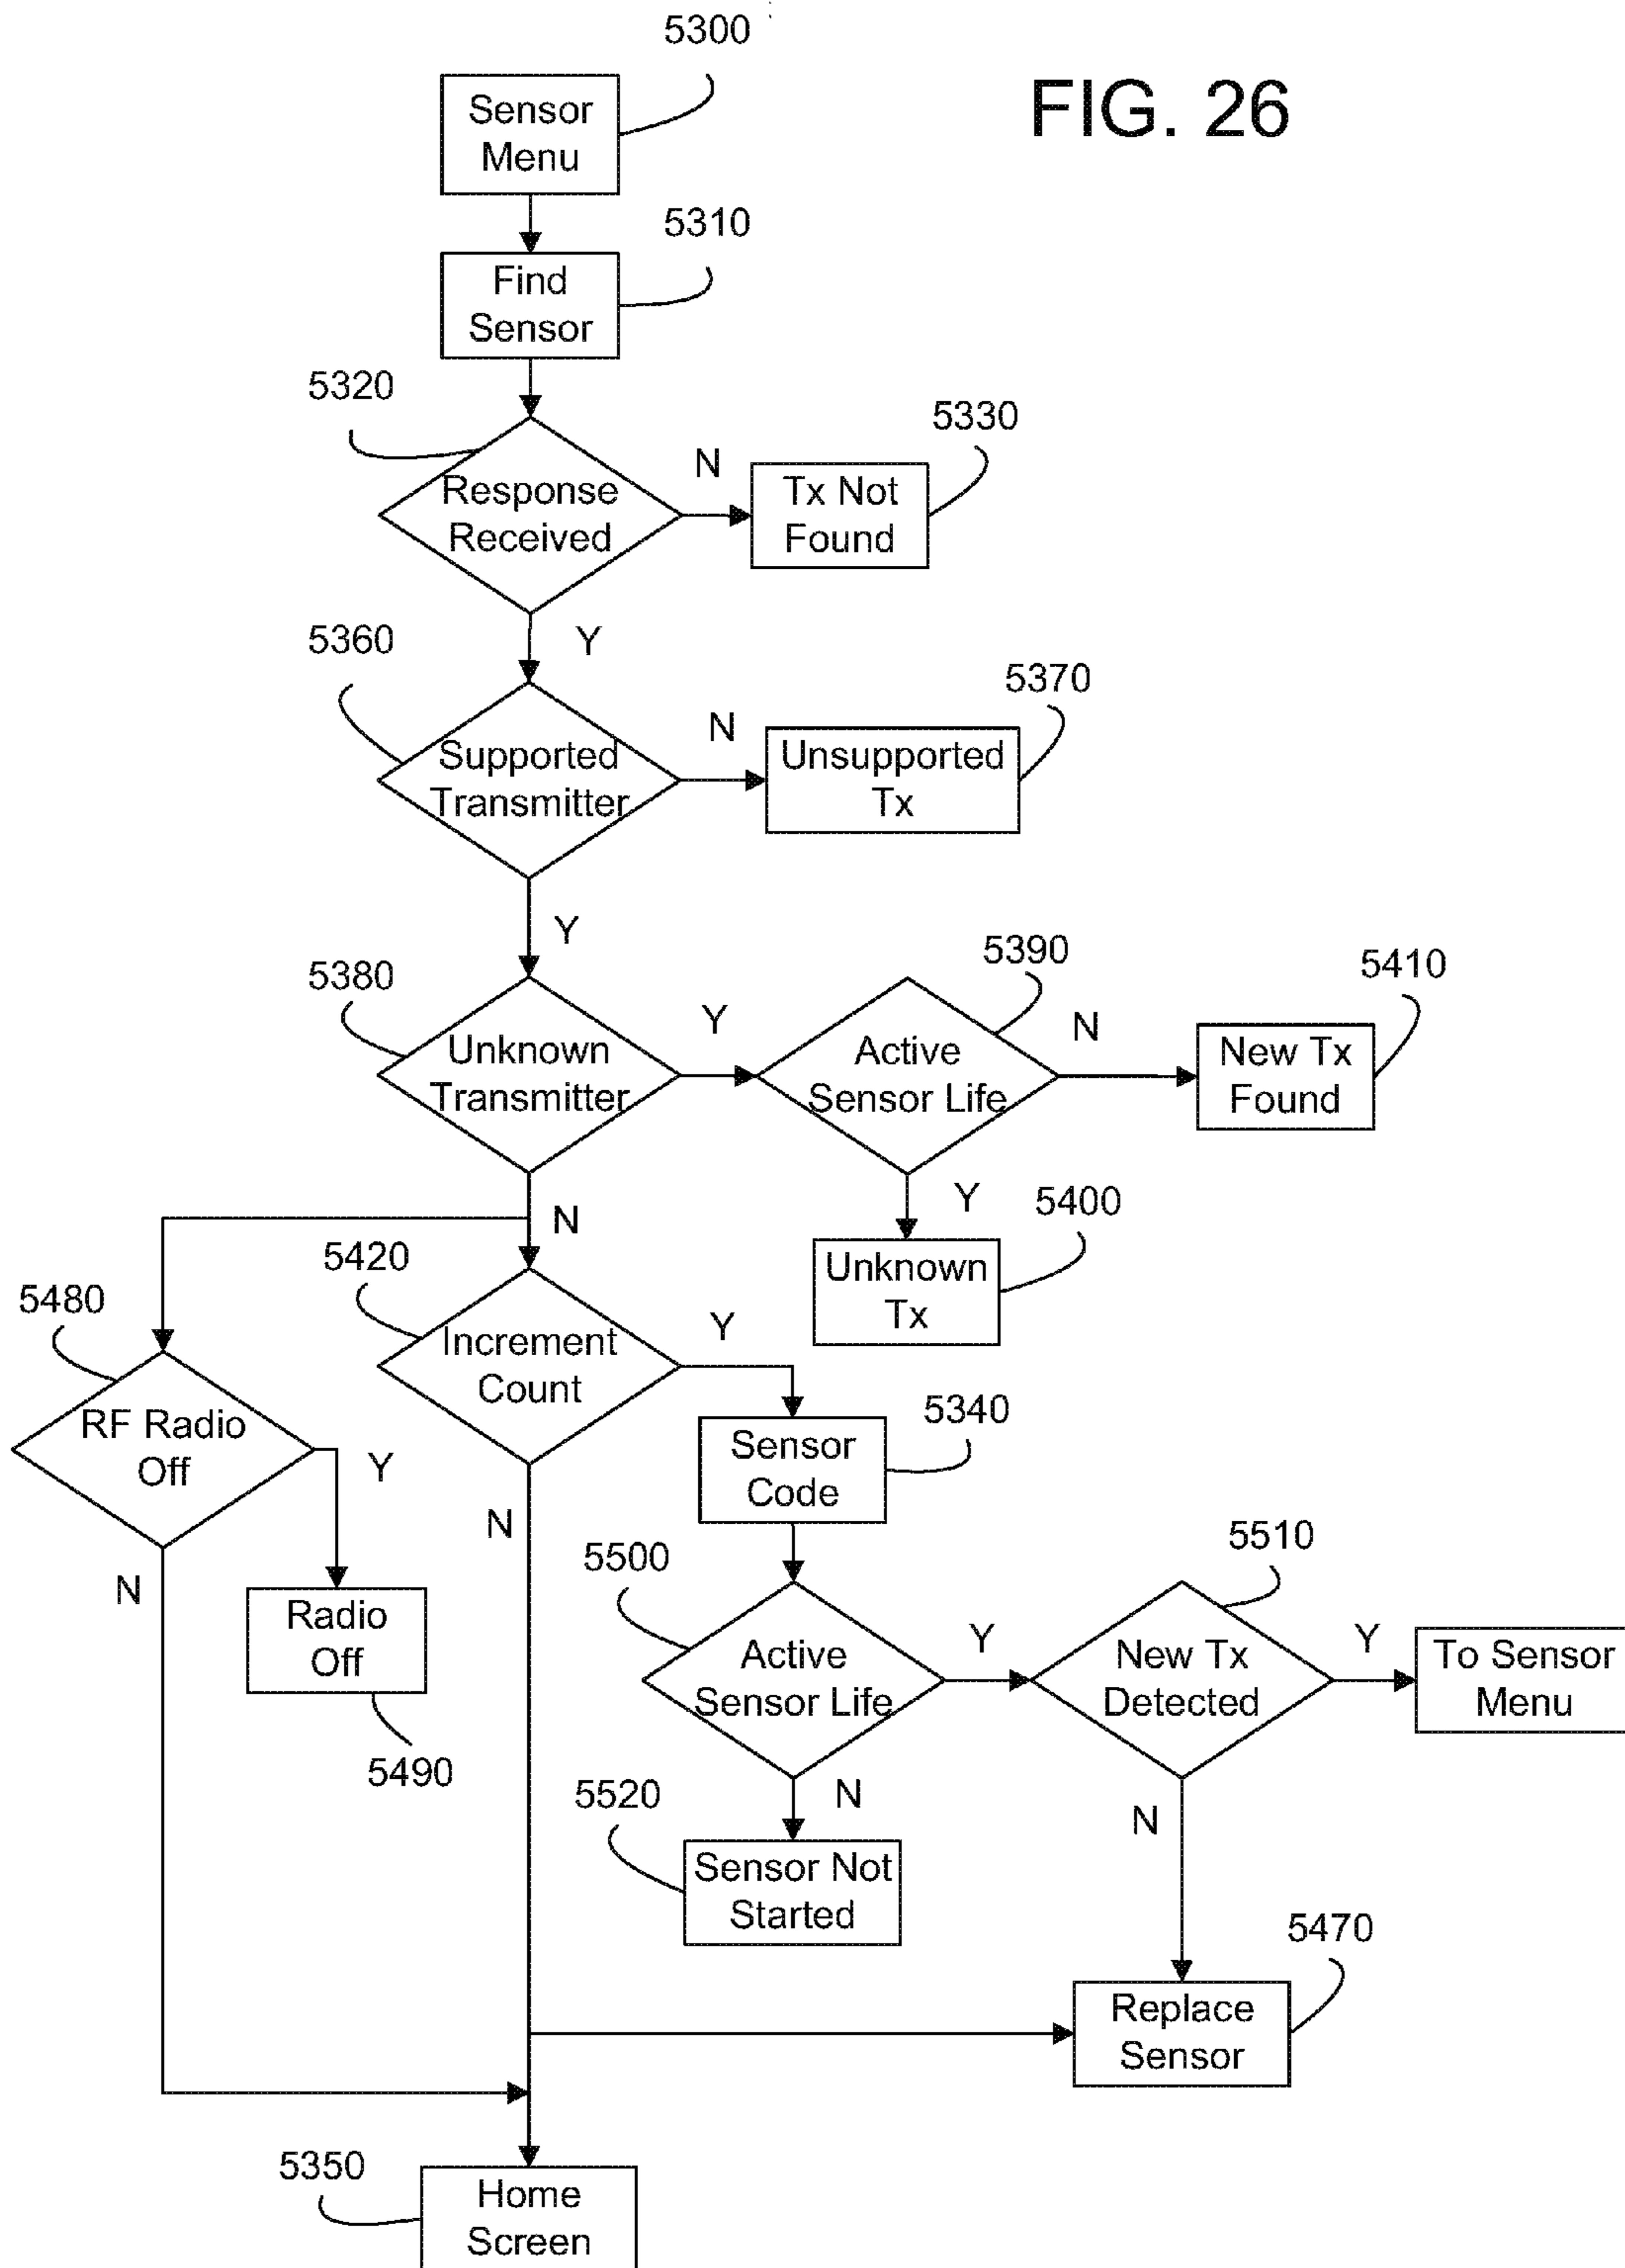 5300
FIG. 26
Sensor
Menu
5310
Find
Sensor
5320
5330
Response
Received
N
Tx Not
Found
Y
5360
5370
Supported
Transmitter
N
Unsupported
Tx
Y
5380
5390
5410
Unknown
Transmitter
Y
Active
Sensor Life
N
New Tx
Found
N
Y
5400
Unknown
Tx
5420
5480
Increment
Count
Y
RF Radio
Off
Y
N
5340
Sensor
Code
N
Radio
Off
5490
5500
5510
Active
Sensor Life
Y
New Tx
Detected
Y
To Sensor
Menu
5520
N
N
Sensor Not
Started
5470
Replace
Sensor
5350
Home
Screen